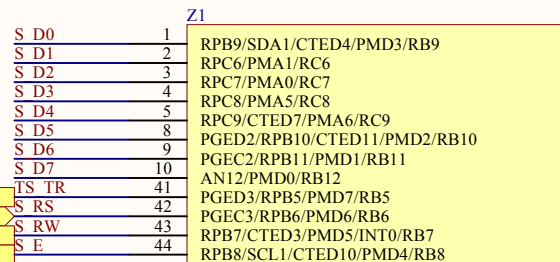 Z1
S_D0 1 RPB9/SDA1/CTED4/PMD3/RB9
S_D1 2 RPC6/PMA1/RC6
S_D2 3 RPC7/PMA0/RC7
S_D3 4 RPC8/PMA5/RC8
S_D4 5 RPC9/CTED7/PMA6/RC9
S_D5 8 PGED2/RPB10/CTED11/PMD2/RB10
S_D6 9 PGEC2/RPB11/PMD1/RB11
S_D7 10 AN12/PMD0/RB12
TS_TR 41 PGED3/RPB5/PMD7/RB5
S_RS 42 PGEC3/RPB6/PMD6/RB6
S_RW 43 RPB7/CTED3/PMD5/INT0/RB7
S_E 44 RPB8/SCL1/CTED10/PMD4/RB8